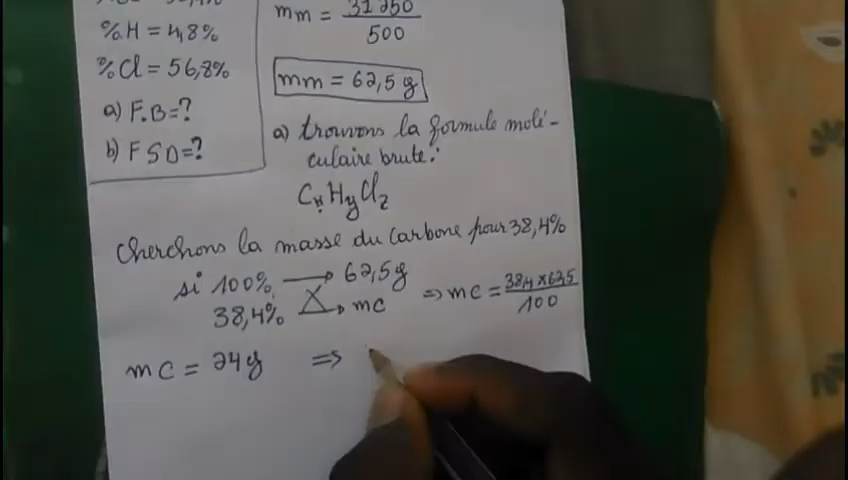 %H = 4,8%
%Cl = 56,8%
a) F.B=?
b) FSD=?
mm = 31250
500
mm = 62,5 g
a) trouvons la formule molé-
culaire brute:
CxHyClz
Cherchons la masse du carbone pour 38,4%
si 100% → 62,5g
38,4% → mc
⇒ mc = 38,4 x 62,5
100
mc = 24g ⇒